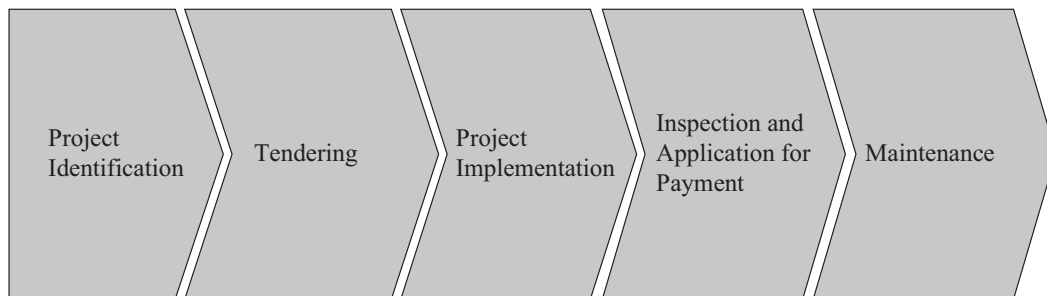 Project
Identification
Tendering
Project
Implementation
Inspection and
Application for
Payment
Maintenance